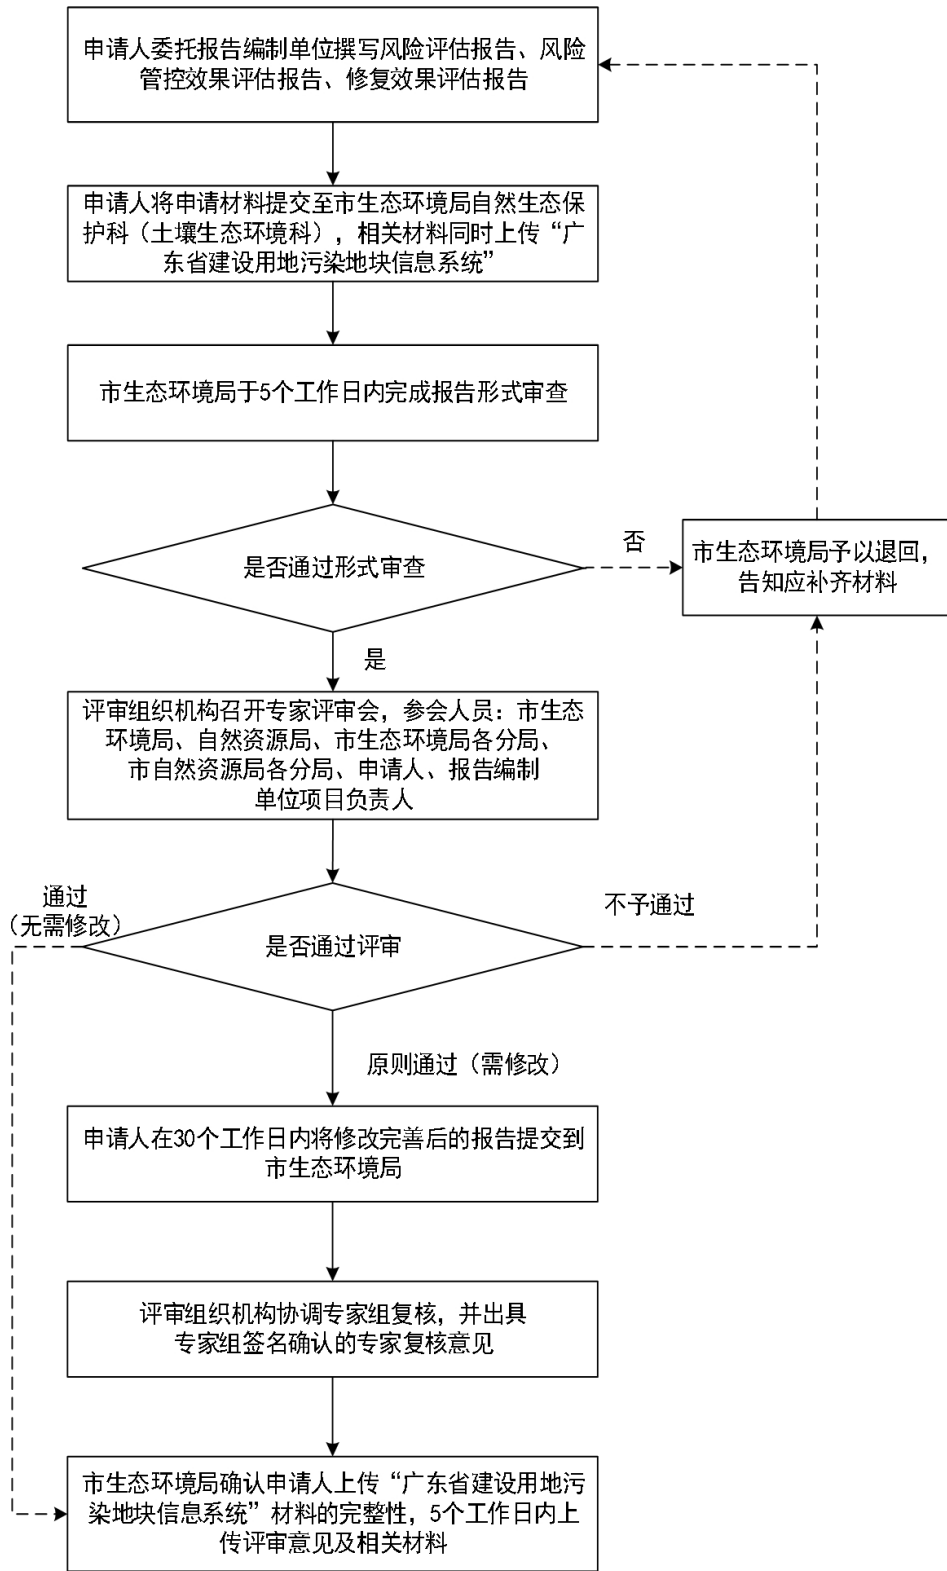 申请人委托报告编制单位撰写风险评估报告、风险
管控效果评估报告、修复效果评估报告
申请人将申请材料提交至市生态环境局自然生态保
护科（土壤生态环境科），相关材料同时上传“广
东省建设用地污染地块信息系统”
市生态环境局于5个工作日内完成报告形式审查
是否通过形式审查
否
市生态环境局予以退回，
告知应补齐材料
是
评审组织机构召开专家评审会，参会人员：市生态
环境局、自然资源局、市生态环境局各分局、
市自然资源局各分局、申请人、报告编制
单位项目负责人
通过
（无需修改）
是否通过评审
不予通过
原则通过（需修改）
申请人在30个工作日内将修改完善后的报告提交到
市生态环境局
评审组织机构协调专家组复核，并出具
专家组签名确认的专家复核意见
市生态环境局确认申请人上传“广东省建设用地污
染地块信息系统”材料的完整性，5个工作日内上
传评审意见及相关材料